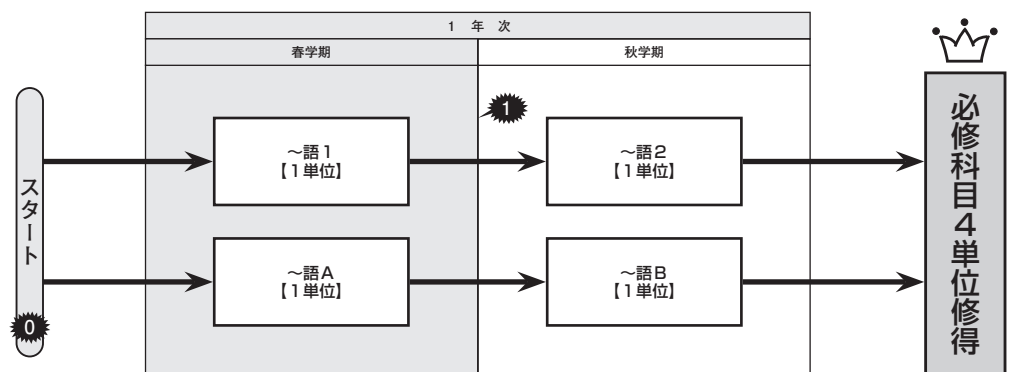 1 年 次
春学期
秋学期
スタート
0
1
～語1
【1単位】
～語2
【1単位】
～語A
【1単位】
～語B
【1単位】
必修科目4単位修得